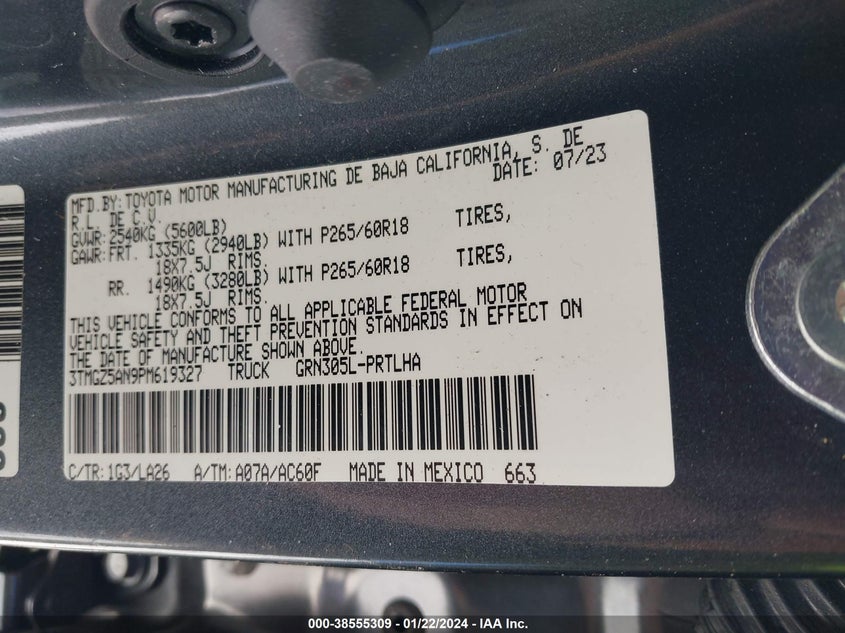 MFD.BY:TOYOTA MOTOR MANUFACTURING DE BAJA CALIFORNIA, S. DE
R.L. DE C.V. DATE: 07/23
GVWR:2540KG (5600LB)
GAWR:FRT. 1335KG (2940LB) WITH P265/60R18 TIRES,
18X7.5J RIMS.
RR. 1490KG (3280LB) WITH P265/60R18 TIRES,
18X7.5J RIMS.
THIS VEHICLE CONFORMS TO ALL APPLICABLE FEDERAL MOTOR
VEHICLE SAFETY AND THEFT PREVENTION STANDARDS IN EFFECT ON
THE DATE OF MANUFACTURE SHOWN ABOVE.
3TMGZ5AN9PM619327 TRUCK GRN305L-PRTLHA
C/TR:1G3/LA26 A/TM:A07A/AC60F MADE IN MEXICO 663
000-38555309 - 01/22/2024 - IAA Inc.